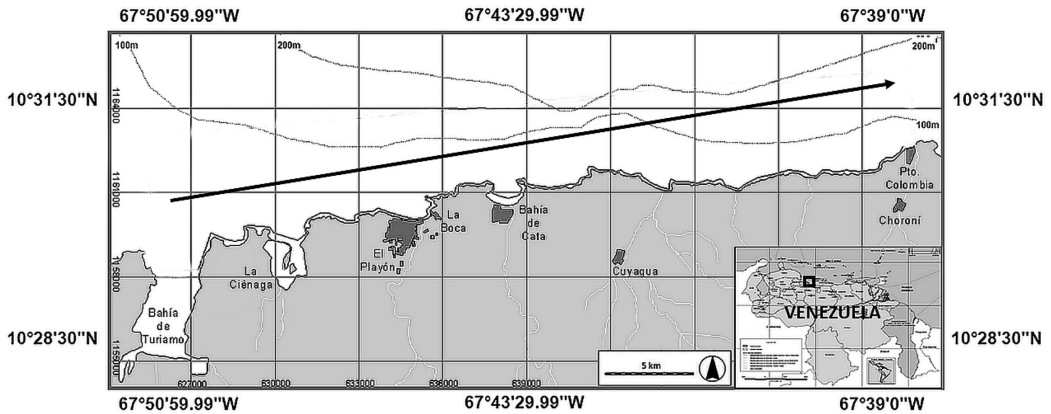 67°50'59.99''W 67°43'29.99''W 67°39'0''W
100m
200m
200m
10°31'30''N
1164000
10°31'30''N
100m
1161000
Pto.
Colombia
Choroní
La
Boca
Bahía
de
Cata
El
Playón
Cuyagua
La
Ciénaga
1158000
Bahía
de
Turiamo
VENEZUELA
10°28'30''N
10°28'30''N
5 km
627000 630000 633000 636000 639000
67°50'59.99''W 67°43'29.99''W 67°39'0''W